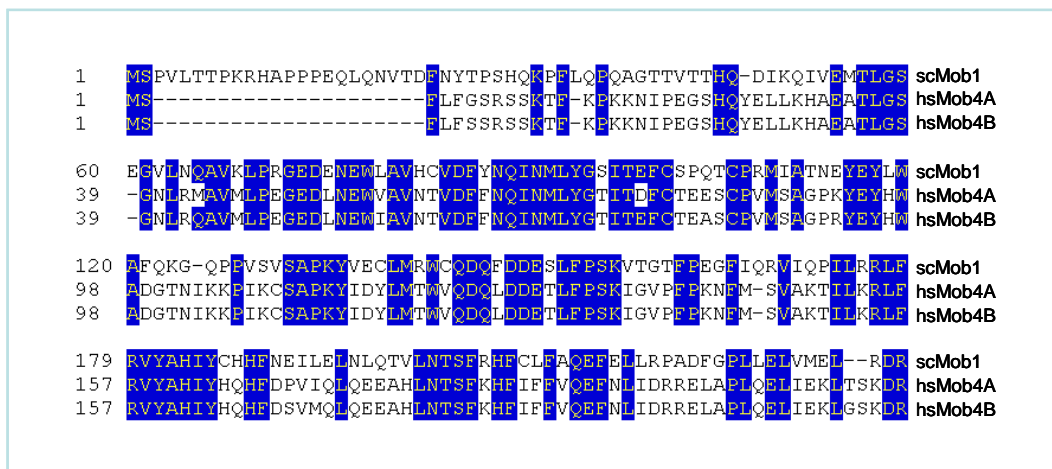 1 MSPVLTTPKRHAPPPEQLQNVTDFNYTPSHQKPFLQPQAGTTVTTHQ-DIKQIVEMTLGS scMob1
1 MS---------------------FLFGSRSSKTF-KPKKNIPEGSHQYELLKHAEATLGS hsMob4A
1 MS---------------------FLFSSRSSKTF-KPKKNIPEGSHQYELLKHAEATLGS hsMob4B
60 EGVLNQAVKLPRGEDENEWLAVHCVDFYNQINMLYGSITEFCSPQTCPRMIATNEYEYLW scMob1
39 -GNLRMAVMLPEGEDLNEWVAVNTVDFFNQINMLYGTITDFCTEESCPVMSAGPKYEYHW hsMob4A
39 -GNLRQAVMLPEGEDLNEWIAVNTVDFFNQINMLYGTITEFCTEASCPVMSAGPRYEYHW hsMob4B
120 AFQKG-QPPVSVSAPKYVECLMRWCQDQFDDESLFPSKVTGTFPEGFIQRVIQPILRRLF scMob1
98 ADGTNIKKPIKCSAPKYIDYLMTWVQDQLDDETLFPSKIGVPFPKNFM-SVAKTILKRLF hsMob4A
98 ADGTNIKKPIKCSAPKYIDYLMTWVQDQLDDETLFPSKIGVPFPKNFM-SVAKTILKRLF hsMob4B
179 RVYAHIYCHHFNEILELNLQTVLNTSFRHFCLFAQEFELLRPADFGPLLELVMEL--RDR scMob1
157 RVYAHIYHQHFDPVIQLQEEAHLNTSFKHFIFFVQEFNLIDRRELAPLQELIEKLTSKDR hsMob4A
157 RVYAHIYHQHFDSVMQLQEEAHLNTSFKHFIFFVQEFNLIDRRELAPLQELIEKLGSKDR hsMob4B